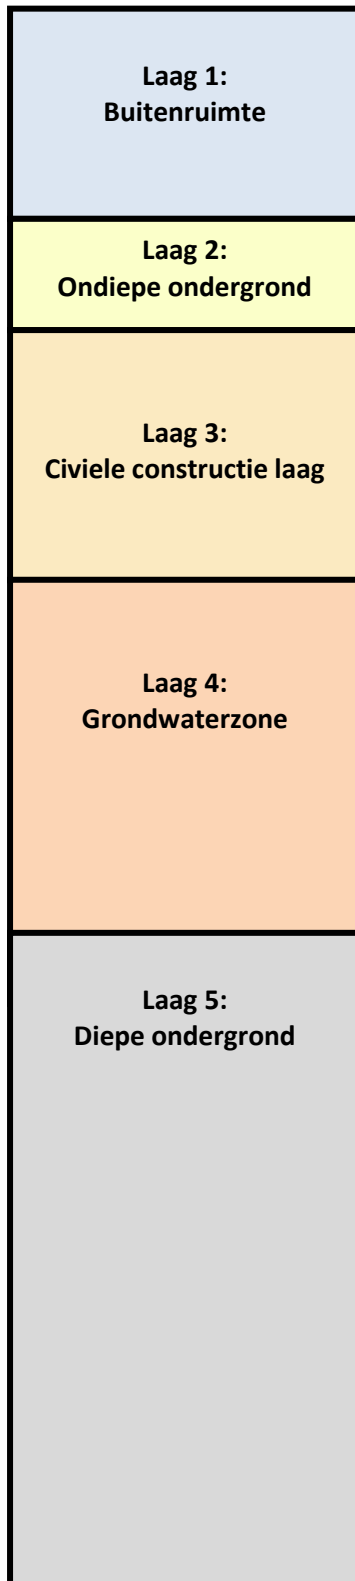 Laag 1:
Buitenruimte
Laag 2:
Ondiepe ondergrond
Laag 3:
Civiele constructie laag
Laag 4:
Grondwaterzone
Laag 5:
Diepe ondergrond